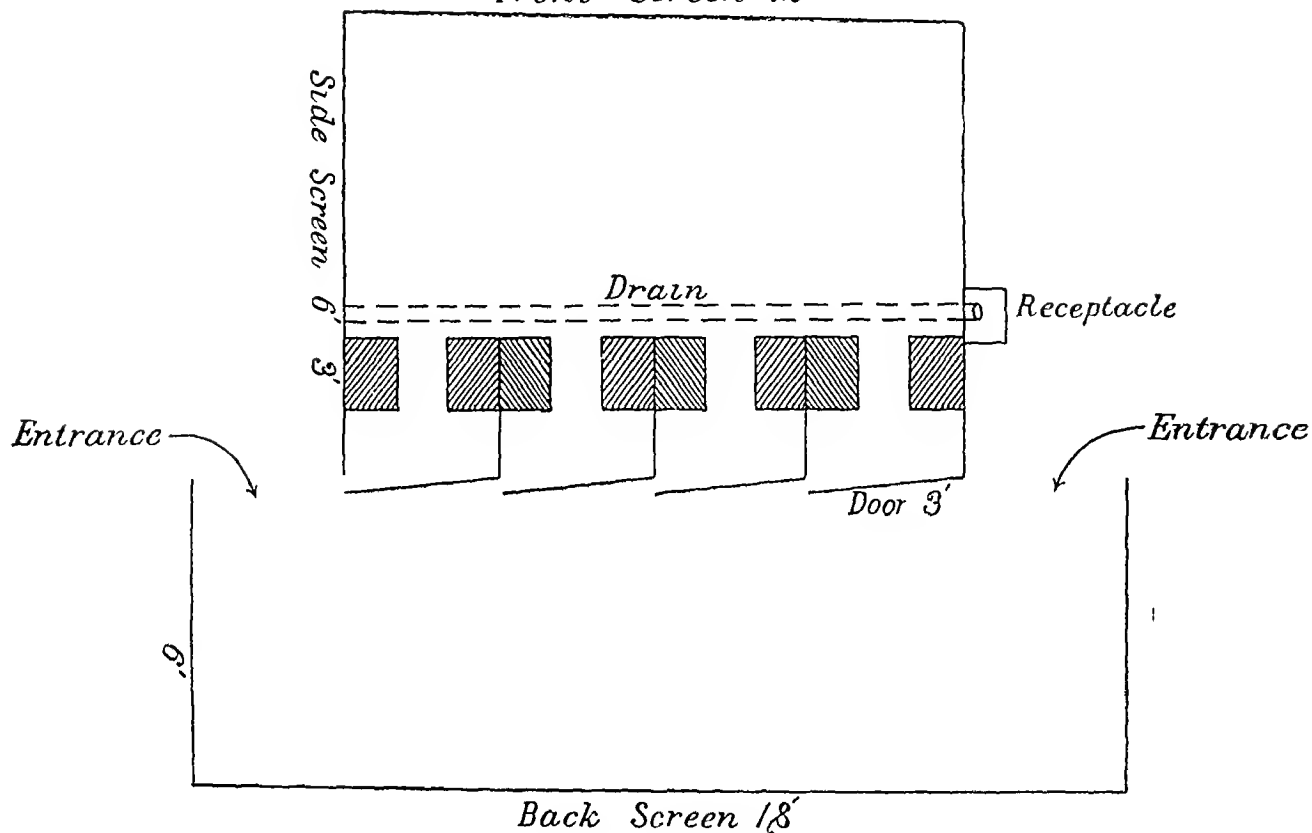 Side Screen 6'
Drain
Receptacle
3'
Entrance
Entrance
Door 3'
6'
Back Screen 18'